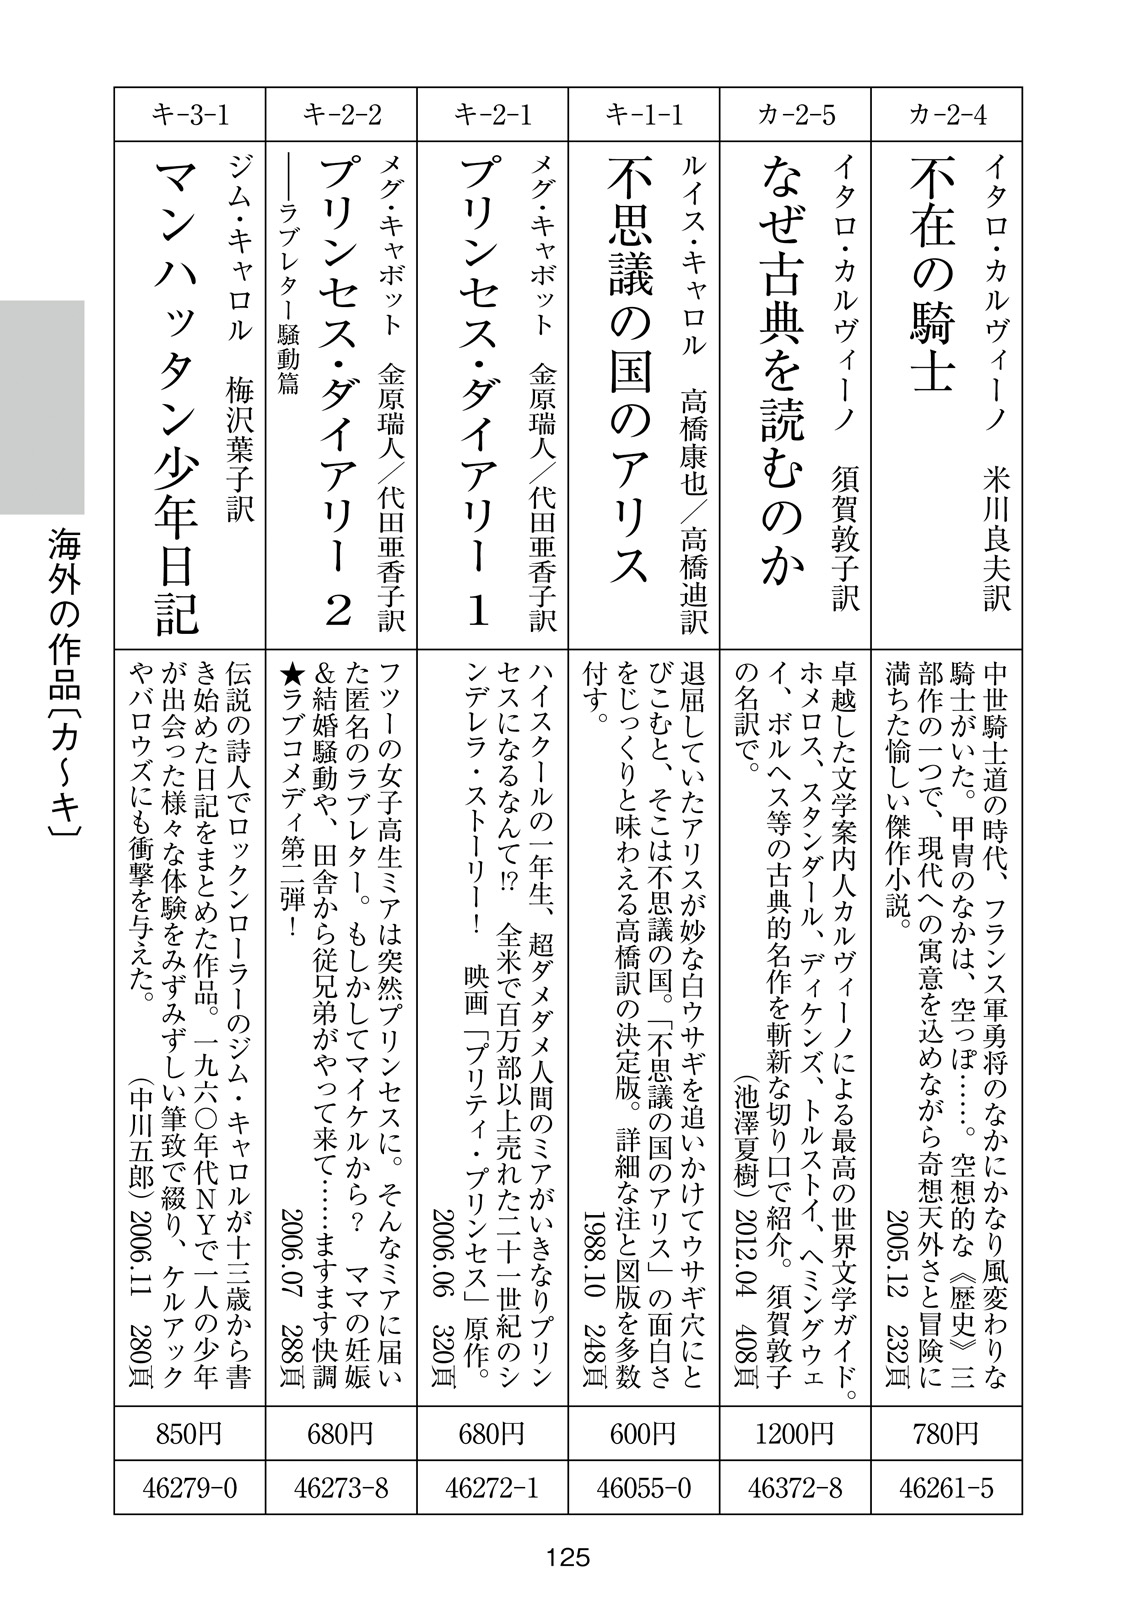 カ-2-4
イタロ・カルヴィーノ　米川良夫訳
不在の騎士
中世騎士道の時代、フランス軍勇将のなかにかなり風変わりな
騎士がいた。甲冑のなかは、空っぽ……。空想的な《歴史》三
部作の一つで、現代への寓意を込めながら奇想天外さと冒険に
満ちた愉しい傑作小説。　2005.12　232頁
780円
46261-5
カ-2-5
イタロ・カルヴィーノ　須賀敦子訳
なぜ古典を読むのか
卓越した文学案内人カルヴィーノによる最高の世界文学ガイド。
ホメロス、スタンダール、ディケンズ、トルストイ、ヘミングウェ
イ、ボルヘス等の古典的名作を斬新な切り口で紹介。須賀敦子
の名訳で。　（池澤夏樹）2012.04　408頁
1200円
46372-8
キ-1-1
ルイス・キャロル　高橋康也／高橋迪訳
不思議の国のアリス
退屈していたアリスが妙な白ウサギを追いかけてウサギ穴にと
びこむと、そこは不思議の国。「不思議の国のアリス」の面白さ
をじっくりと味わえる高橋訳の決定版。詳細な注と図版を多数
付す。　1988.10　248頁
600円
46055-0
キ-2-1
メグ・キャボット　金原瑞人／代田亜香子訳
プリンセス・ダイアリー　1
ハイスクールの一年生、超ダメダメ人間のミアがいきなりプリン
セスになるなんて!?　全米で百万部以上売れた二十一世紀のシ
ンデレラ・ストーリー！　映画「プリティ・プリンセス」原作。
2006.06　320頁
680円
46272-1
キ-2-2
メグ・キャボット　金原瑞人／代田亜香子訳
プリンセス・ダイアリー　2
――ラブレター騒動篇
フツーの女子高生ミアは突然プリンセスに。そんなミアに届い
た匿名のラブレター。もしかしてマイケルから？　ママの妊娠
＆結婚騒動や、田舎から従兄弟がやって来て……ますます快調
★ラブコメディ第二弾！　2006.07　288頁
680円
46273-8
キ-3-1
ジム・キャロル　梅沢葉子訳
マンハッタン少年日記
伝説の詩人でロックンローラーのジム・キャロルが十三歳から書
き始めた日記をまとめた作品。一九六〇年代NYで一人の少年
が出会った様々な体験をみずみずしい筆致で綴り、ケルアック
やバロウズにも衝撃を与えた。　（中川五郎）2006.11　280頁
850円
46279-0
海外の作品〔カ～キ〕
125